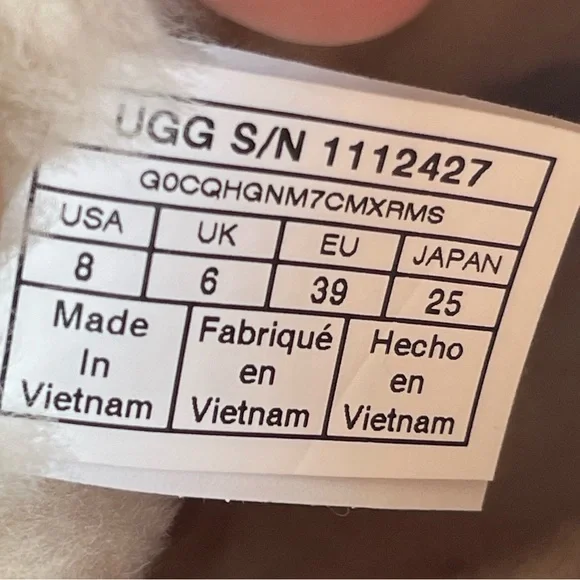 UGG S/N 1112427
G0CQHGNM7CMXRMS
USA UK EU JAPAN
8 6 39 25
Made In Vietnam
Fabriqué en Vietnam
Hecho en Vietnam